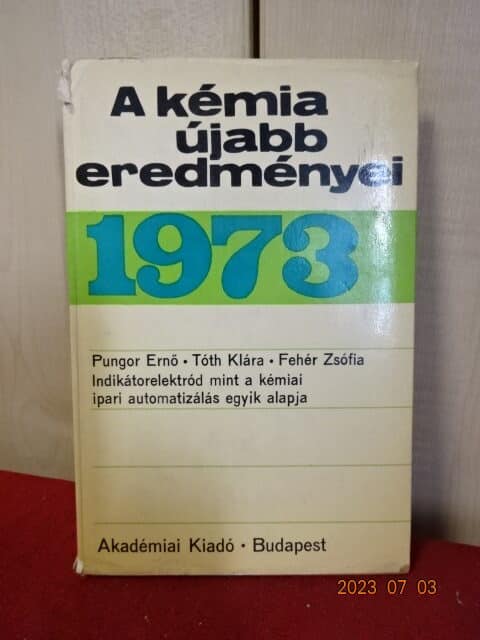 A kémia
újabb
eredményei
1973
Pungor Ernő • Tóth Klára • Fehér Zsófia
Indikátorelektród mint a kémiai
ipari automatizálás egyik alapja
Akadémiai Kiadó • Budapest
2023 07 03